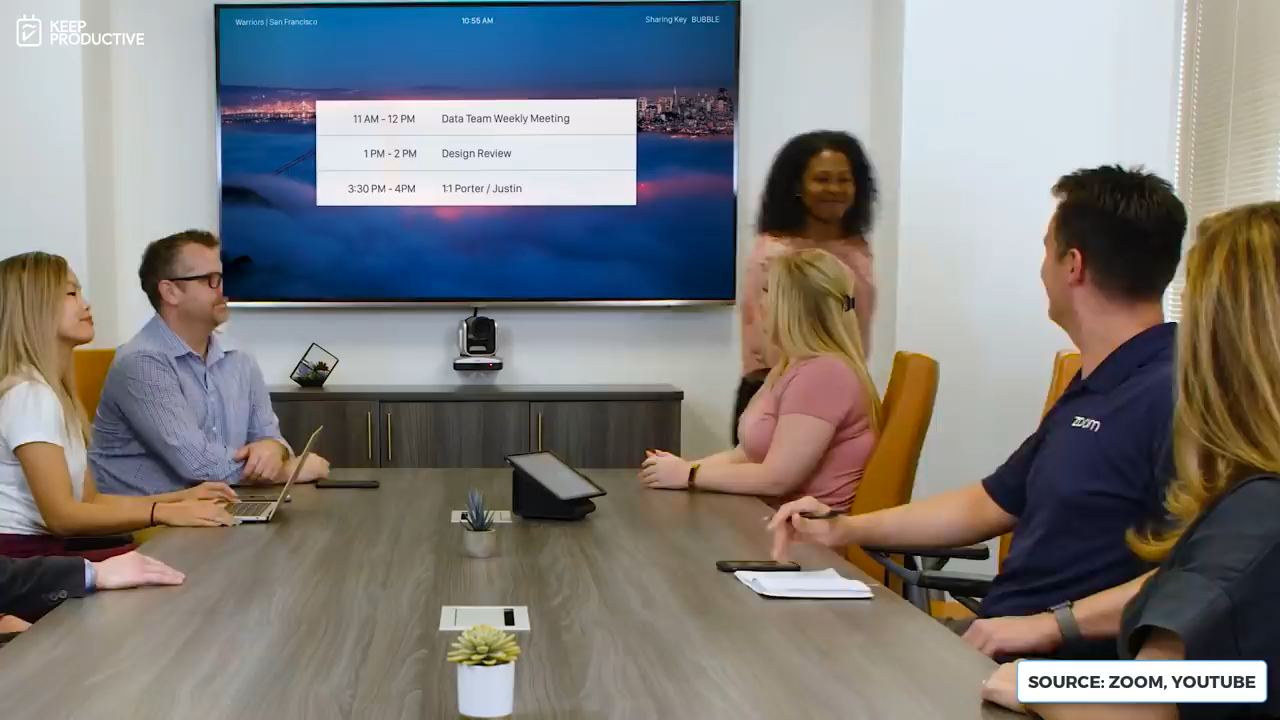 KEEP
PRODUCTIVE
Warriors | San Francisco
10:55 AM
Sharing Key BUBBLE
11 AM - 12 PM Data Team Weekly Meeting
1 PM - 2 PM Design Review
3:30 PM - 4PM 1:1 Porter / Justin
zoom
SOURCE: ZOOM, YOUTUBE